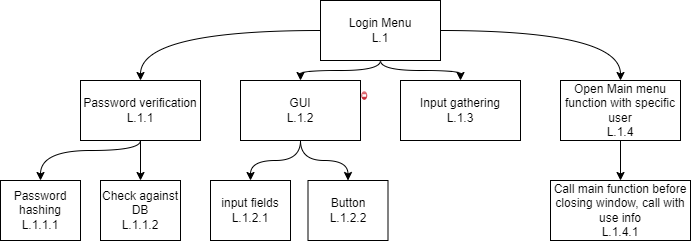 Login Menu
L.1
Password verification
L.1.1
GUI
L.1.2
Input gathering
L.1.3
Open Main menu
function with specific
user
L.1.4
Password
hashing
L.1.1.1
Check against
DB
L.1.1.2
input fields
L.1.2.1
Button
L.1.2.2
Call main function before
closing window, call with
use info
L.1.4.1